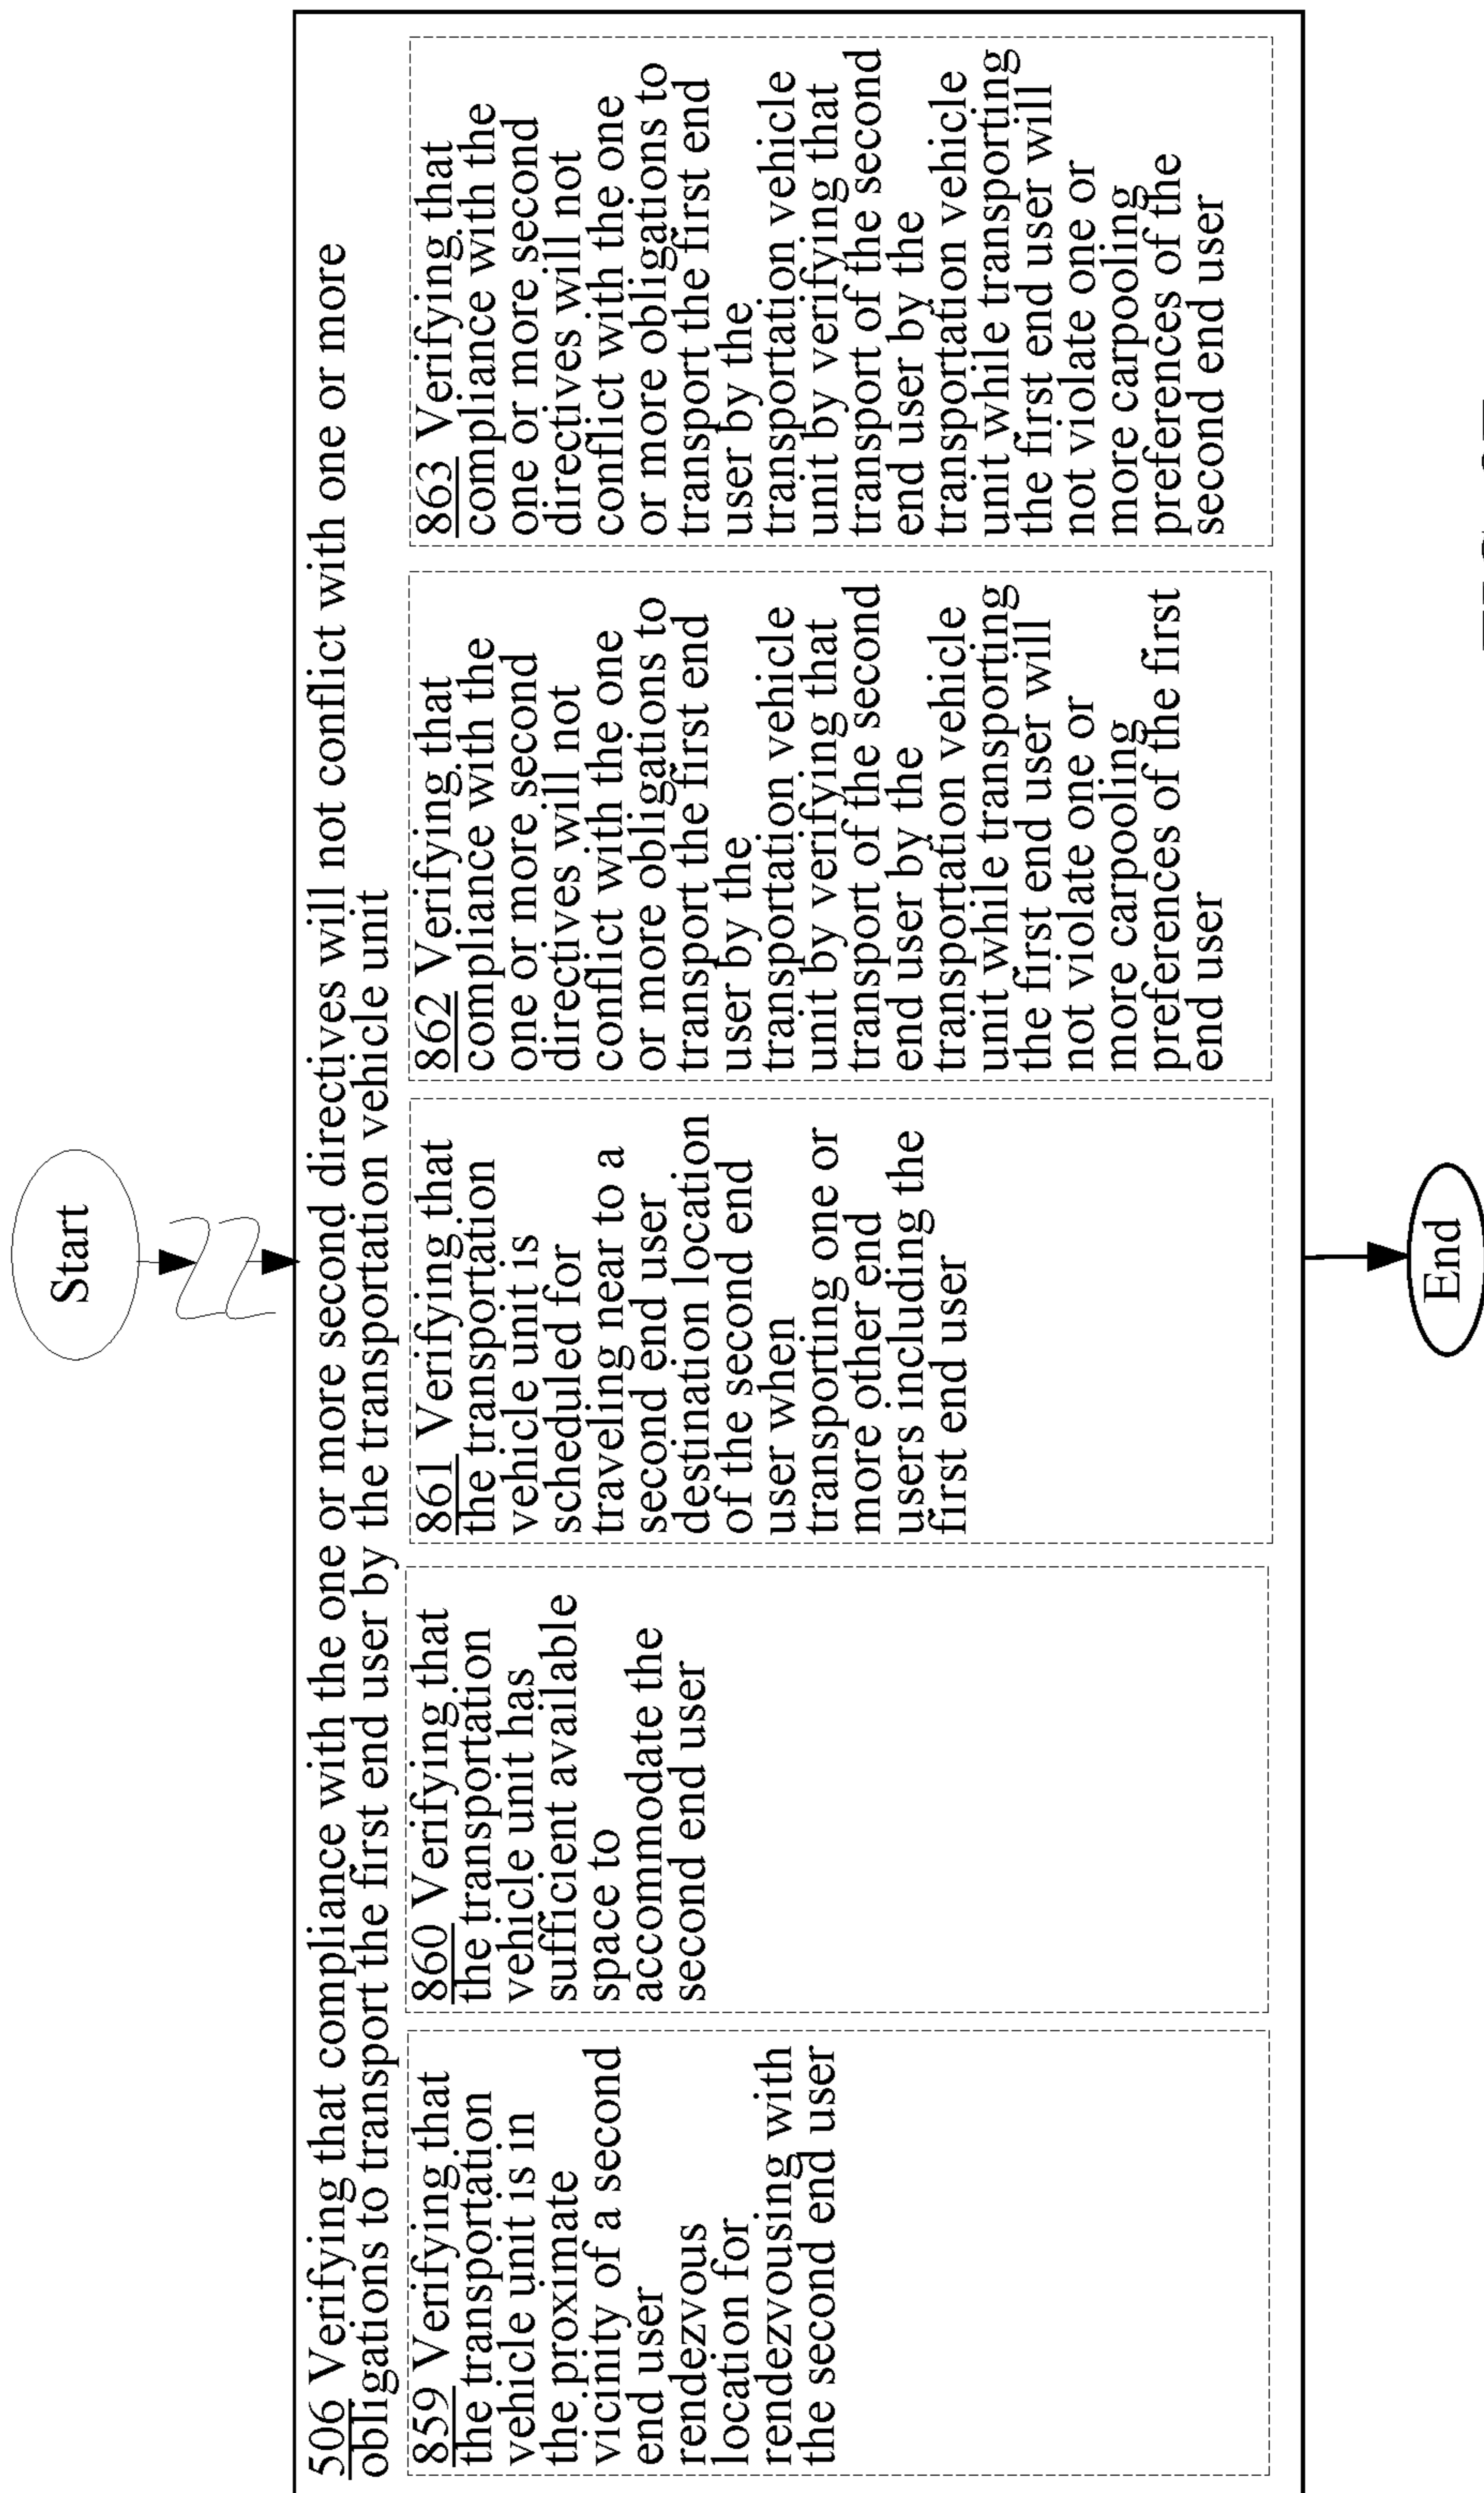 Start
506 Verifying that compliance with the one or more second directives will not conflict with one or more
obligations to transport the first end user by the transportation vehicle unit
859 Verifying that
the transportation
vehicle unit is in
the proximate
vicinity of a second
end user
rendezvous
location for
rendezvousing with
the second end user
860 Verifying that
the transportation
vehicle unit has
sufficient available
space to
accommodate the
second end user
861 Verifying that
the transportation
vehicle unit is
scheduled for
traveling near to a
second end user
destination location
of the second end
user when
transporting one or
more other end
users including the
first end user
862 Verifying that
compliance with the
one or more second
directives will not
conflict with the one
or more obligations to
transport the first end
user by the
transportation vehicle
unit by verifying that
transport of the second
end user by the
transportation vehicle
unit while transporting
the first end user will
not violate one or
more carpooling
preferences of the first
end user
863 Verifying that
compliance with the
one or more second
directives will not
conflict with the one
or more obligations to
transport the first end
user by the
transportation vehicle
unit by verifying that
transport of the second
end user by the
transportation vehicle
unit while transporting
the first end user will
not violate one or
more carpooling
preferences of the
second end user
End